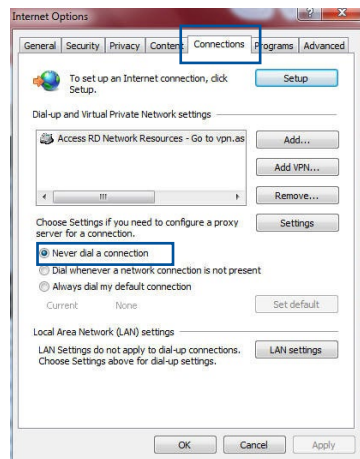 Internet Options
General Security Privacy Content Connections Programs Advanced
To set up an Internet connection, click
Setup.
Setup
Dial-up and Virtual Private Network settings
Access RD Network Resources - Go to vpn.as
Add...
Add VPN...
Remove...
Choose Settings if you need to configure a proxy
server for a connection.
Settings
Never dial a connection
Dial whenever a network connection is not present
Always dial my default connection
Current None
Set default
Local Area Network (LAN) settings
LAN Settings do not apply to dial-up connections.
Choose Settings above for dial-up settings.
LAN settings
OK Cancel Apply